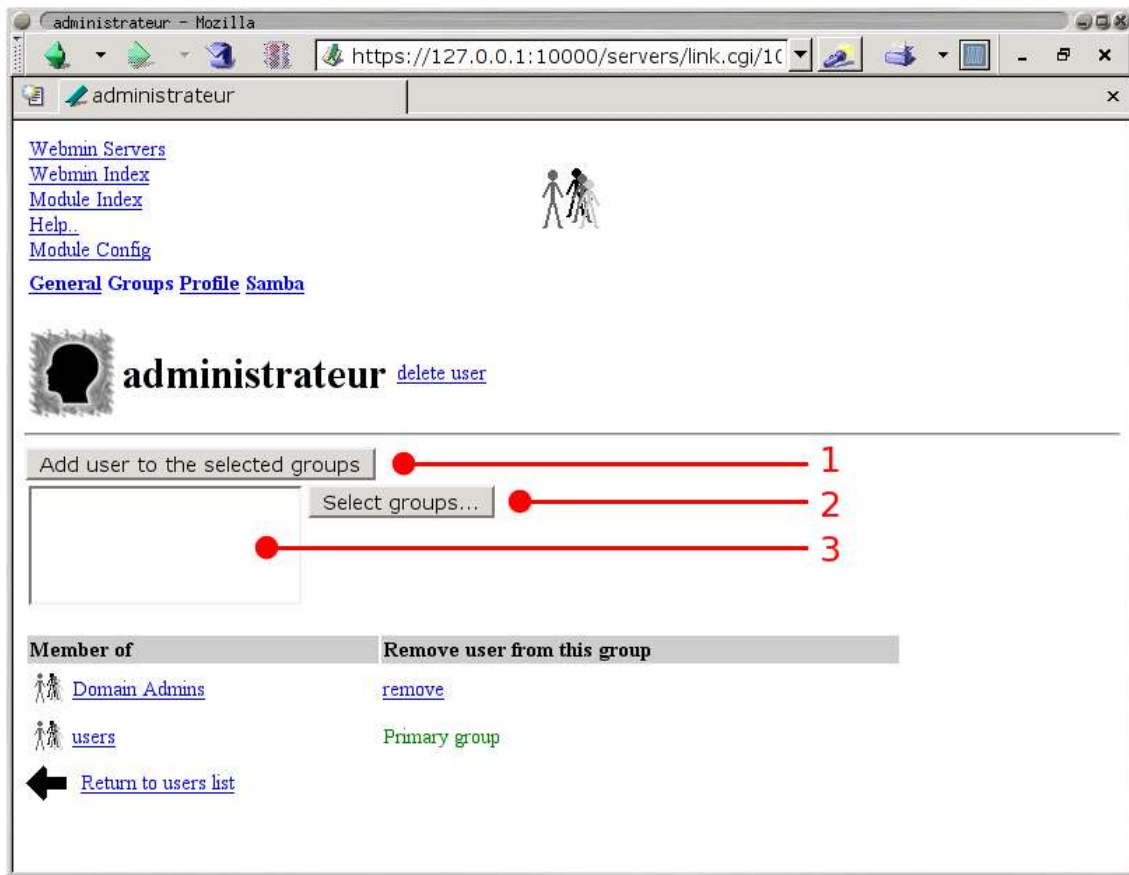 administrateur - Mozilla
https://127.0.0.1:10000/servers/link.cgi/10
administrateur
Webmin Servers
Webmin Index
Module Index
Help..
Module Config
General Groups Profile Samba
administrateur delete user
Add user to the selected groups 1
Select groups... 2
3
Member of Remove user from this group
Domain Admins remove
users Primary group
Return to users list